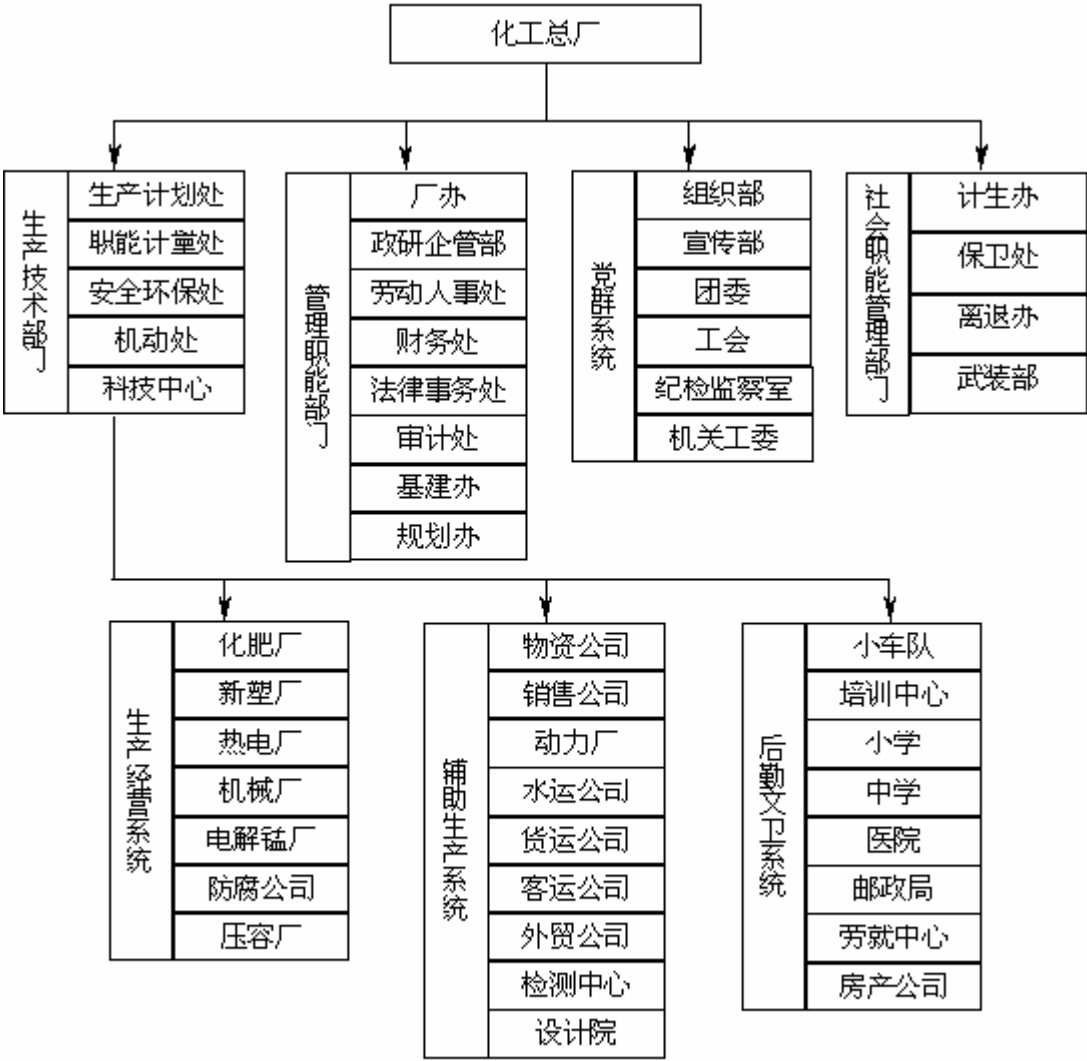 化工总厂
生产技术部门
生产计划处
职能计量处
安全环保处
机动处
科技中心
管理职能部门
厂办
政研企管部
劳动人事处
财务处
法律事务处
审计处
基建办
规划办
党群系统
组织部
宣传部
团委
工会
纪检监察室
机关工委
社会职能管理部门
计生办
保卫处
离退办
武装部
生产经营系统
化肥厂
新塑厂
热电厂
机械厂
电解锰厂
防腐公司
压容厂
辅助生产系统
物资公司
销售公司
动力厂
水运公司
货运公司
客运公司
外贸公司
检测中心
设计院
后勤文卫系统
小车队
培训中心
小学
中学
医院
邮政局
劳就中心
房产公司